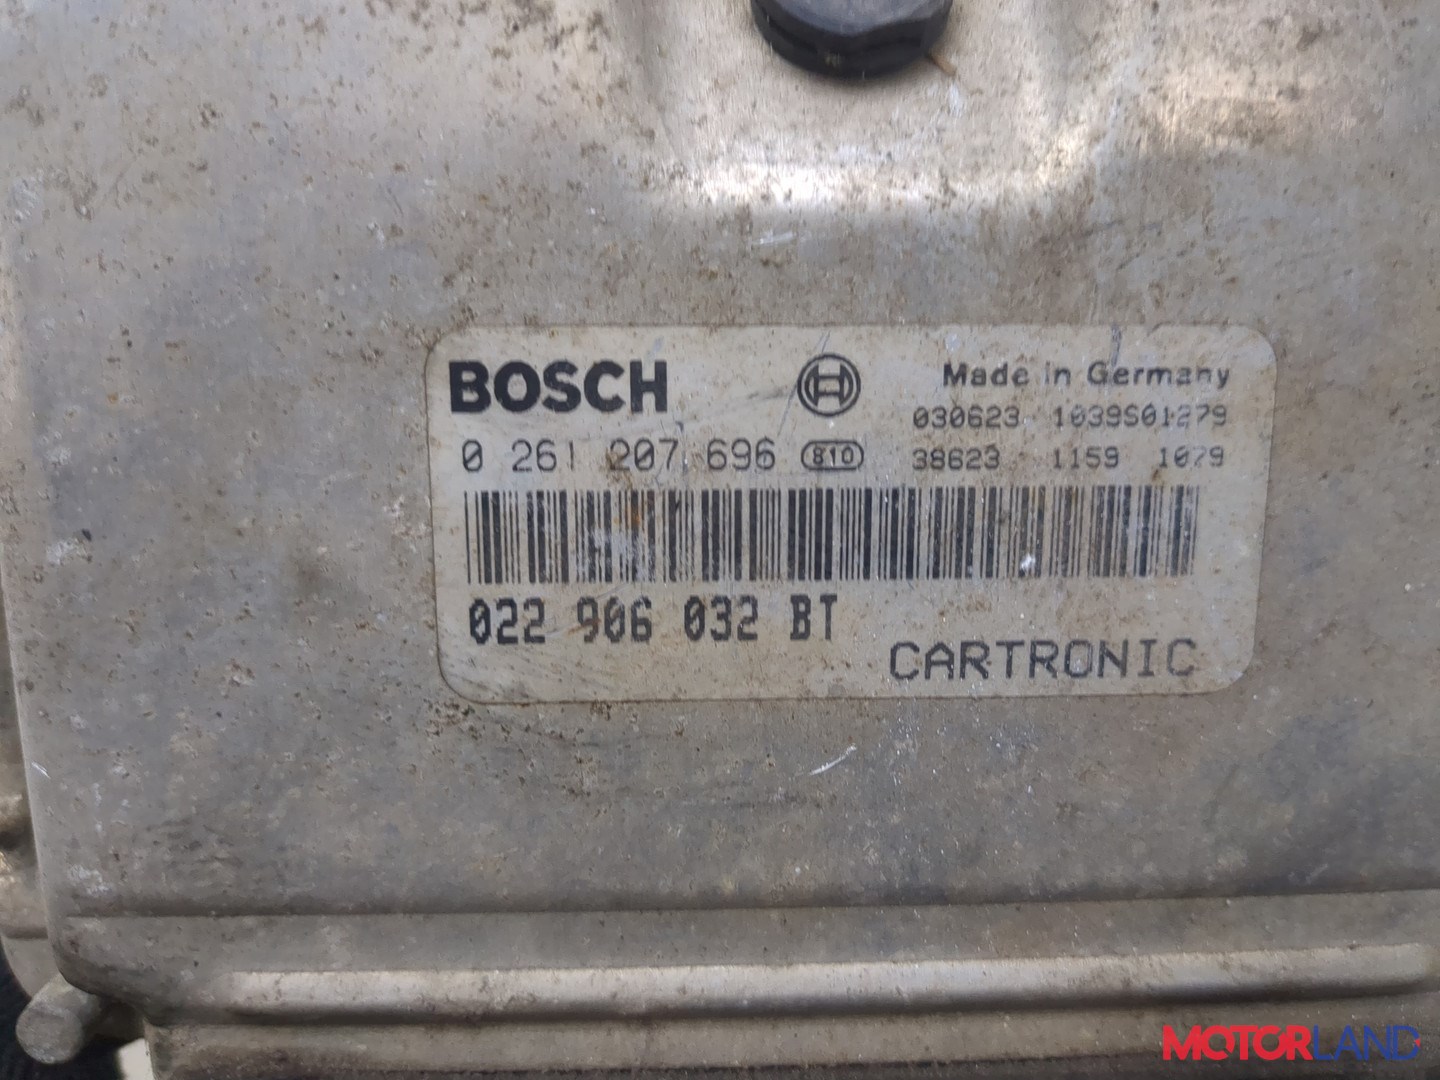 BOSCH
Made in Germany
030623 1039S01279
0 261 207 696 810
38623 1159 1079
022 906 032 BT
CARTRONIC
MOTORLAND